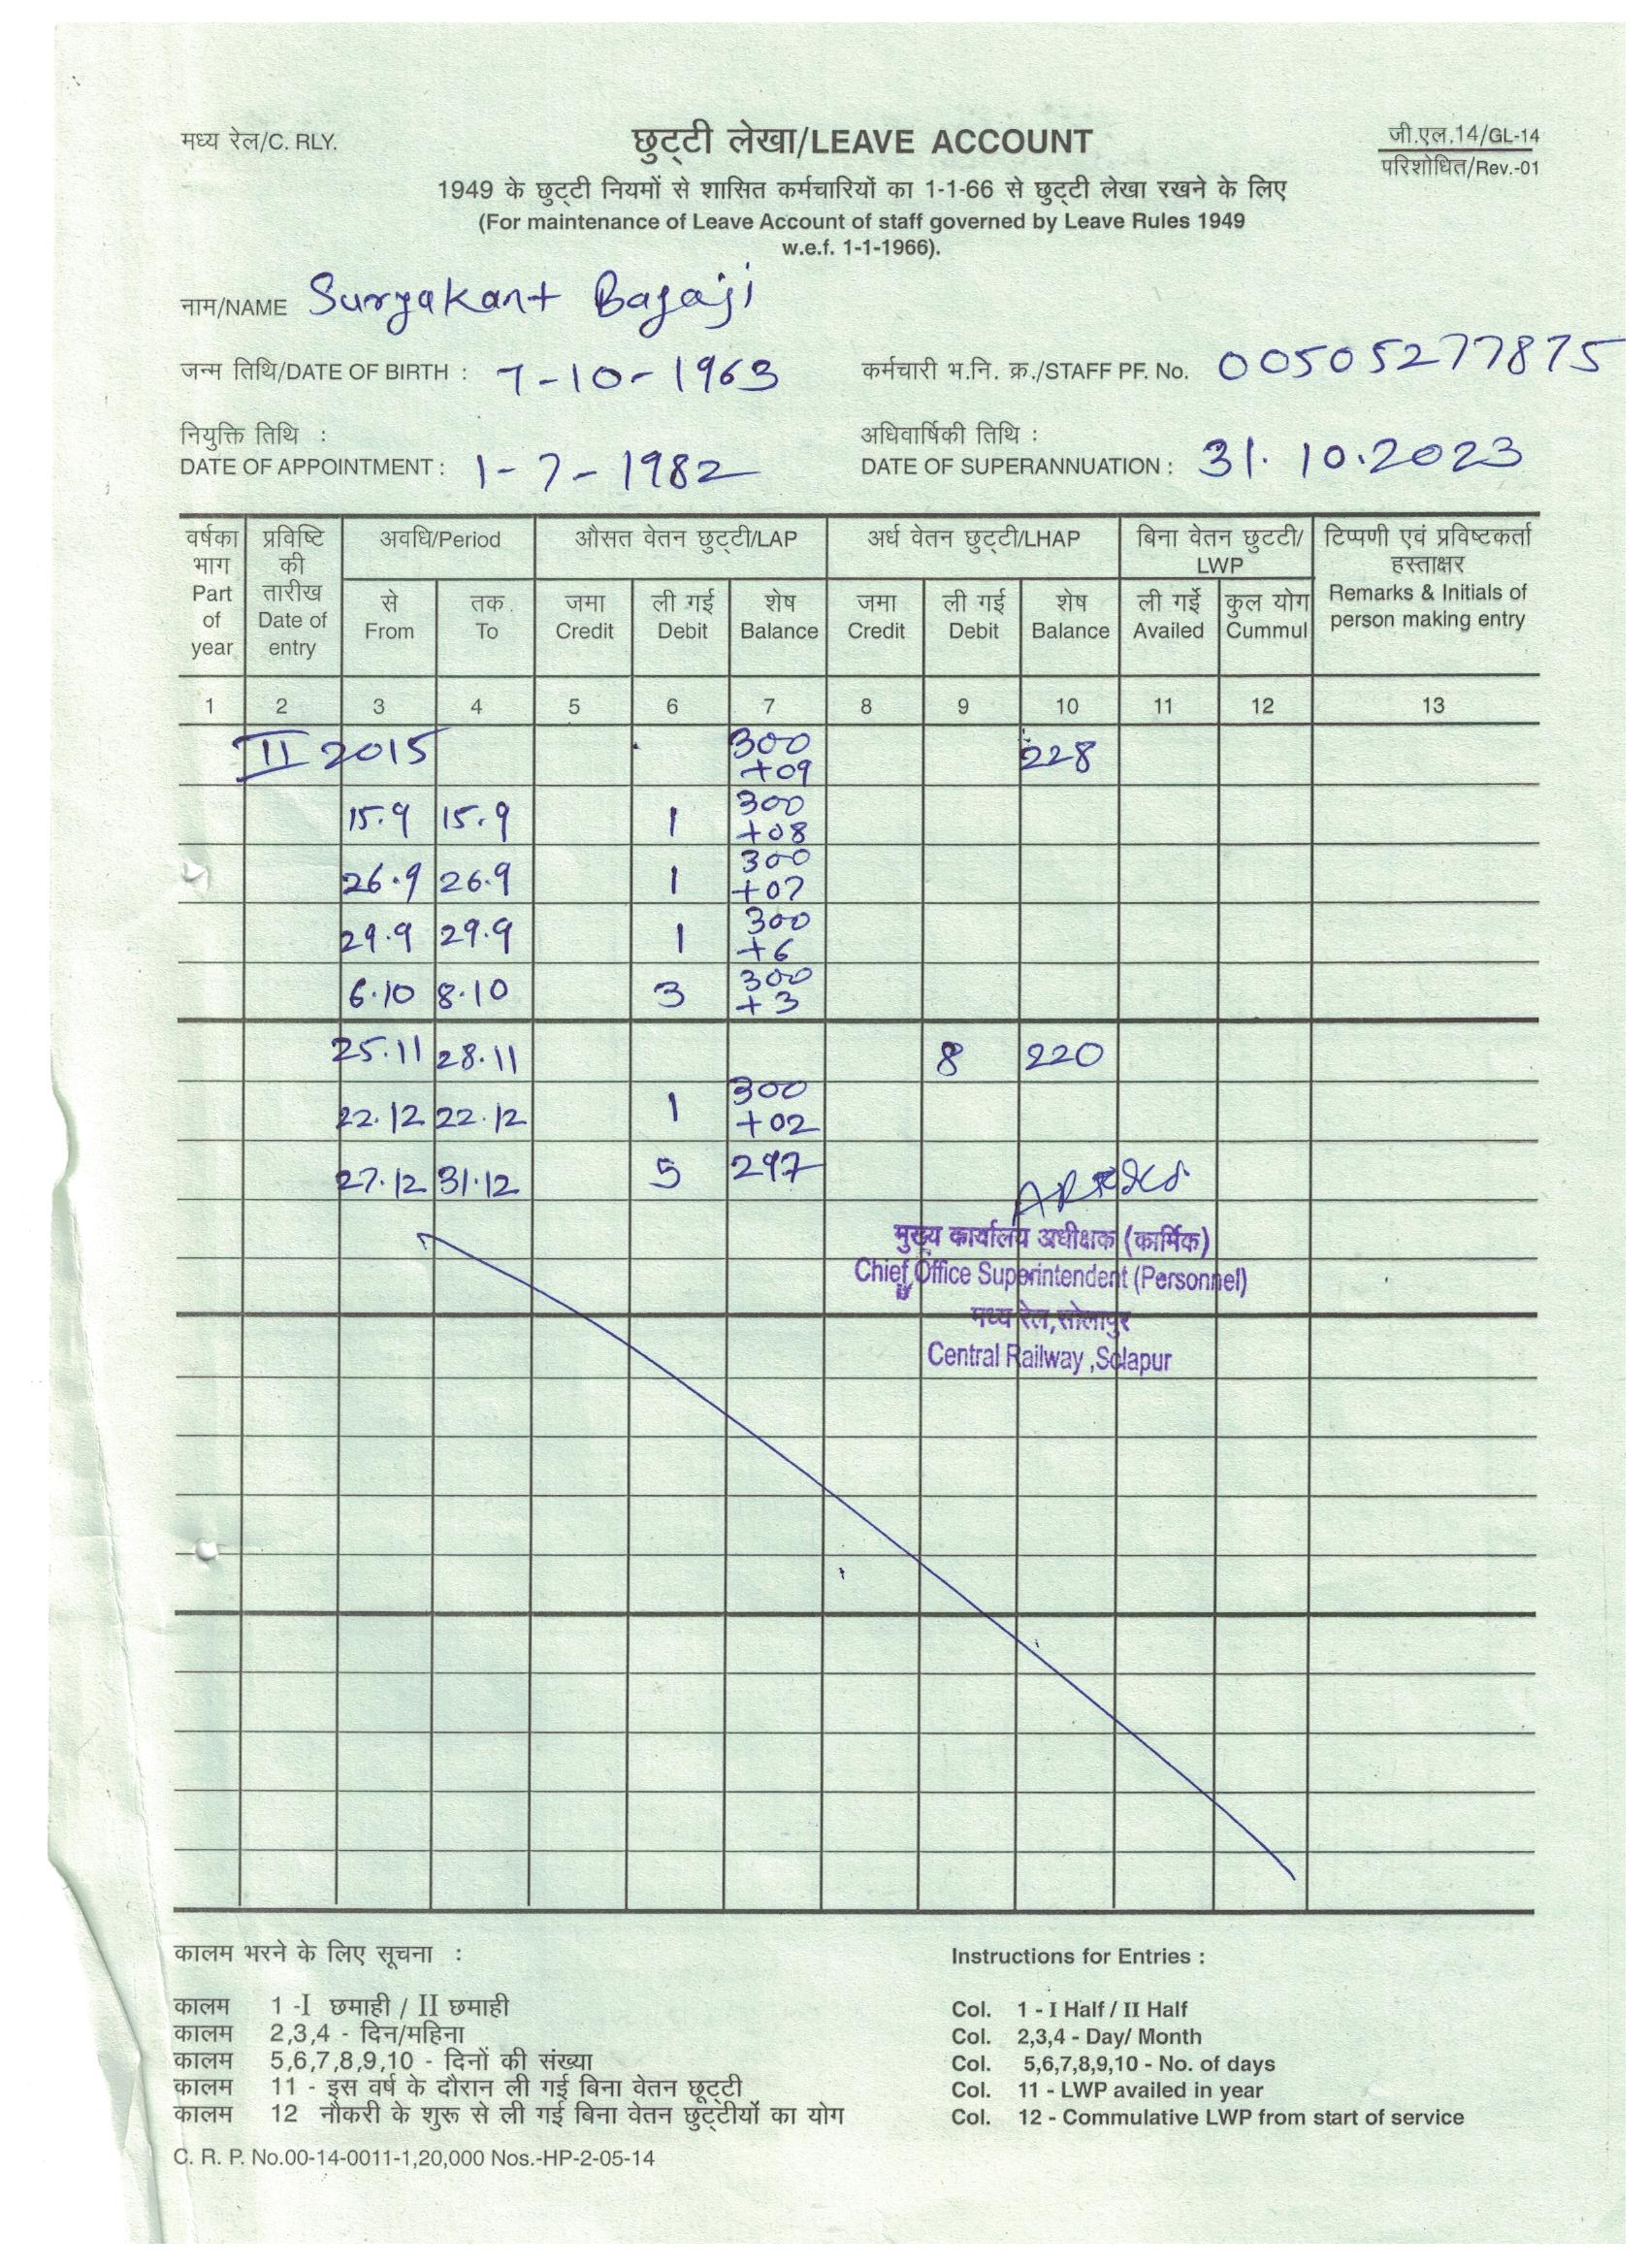 मध्य रेल/C. RLY.
छुट्टी लेखा/LEAVE ACCOUNT
जी.एल.14/GL-14
परिशोधित/Rev.-01
1949 के छुट्टी नियमों से शासित कर्मचारियों का 1-1-66 से छुट्टी लेखा रखने के लिए
(For maintenance of Leave Account of staff governed by Leave Rules 1949
w.e.f. 1-1-1966).
नाम/NAME Suryakant Bajaji
जन्म तिथि/DATE OF BIRTH : 7-10-1963 कर्मचारी भ.नि. क्र./STAFF PF. No. 00505277875
नियुक्ति तिथि : अधिवार्षिकी तिथि :
DATE OF APPOINTMENT : 1-7-1982 DATE OF SUPERANNUATION : 31.10.2023
वर्षका भाग Part of year
प्रविष्टि की तारीख Date of entry
अवधि/Period
औसत वेतन छुट्टी/LAP
अर्ध वेतन छुट्टी/LHAP
बिना वेतन छुटटी/ LWP
टिप्पणी एवं प्रविष्टकर्ता हस्ताक्षर Remarks & Initials of person making entry
से From तक. To जमा Credit ली गई Debit शेष Balance जमा Credit ली गई Debit शेष Balance ली गई Availed कुल योग Cummul
1 2 3 4 5 6 7 8 9 10 11 12 13
II 2015 300 +09 228
15.9 15.9 1 300 +08
26.9 26.9 1 300 +07
29.9 29.9 1 300 +6
6.10 8.10 3 300 +3
25.11 28.11 8 220
22.12 22.12 1 300 +02
27.12 31.12 5 297
मुख्य कार्यालय अधीक्षक (कार्मिक)
Chief Office Superintendent (Personnel)
मध्य रेल,सोलापुर
Central Railway ,Solapur
कालम भरने के लिए सूचना :
कालम 1 -I छमाही / II छमाही
कालम 2,3,4 - दिन/महिना
कालम 5,6,7,8,9,10 - दिनों की संख्या
कालम 11 - इस वर्ष के दौरान ली गई बिना वेतन छूट्टी
कालम 12 नौकरी के शुरू से ली गई बिना वेतन छुट्टीयों का योग
Instructions for Entries :
Col. 1 - I Half / II Half
Col. 2,3,4 - Day/ Month
Col. 5,6,7,8,9,10 - No. of days
Col. 11 - LWP availed in year
Col. 12 - Commulative LWP from start of service
C. R. P. No.00-14-0011-1,20,000 Nos.-HP-2-05-14